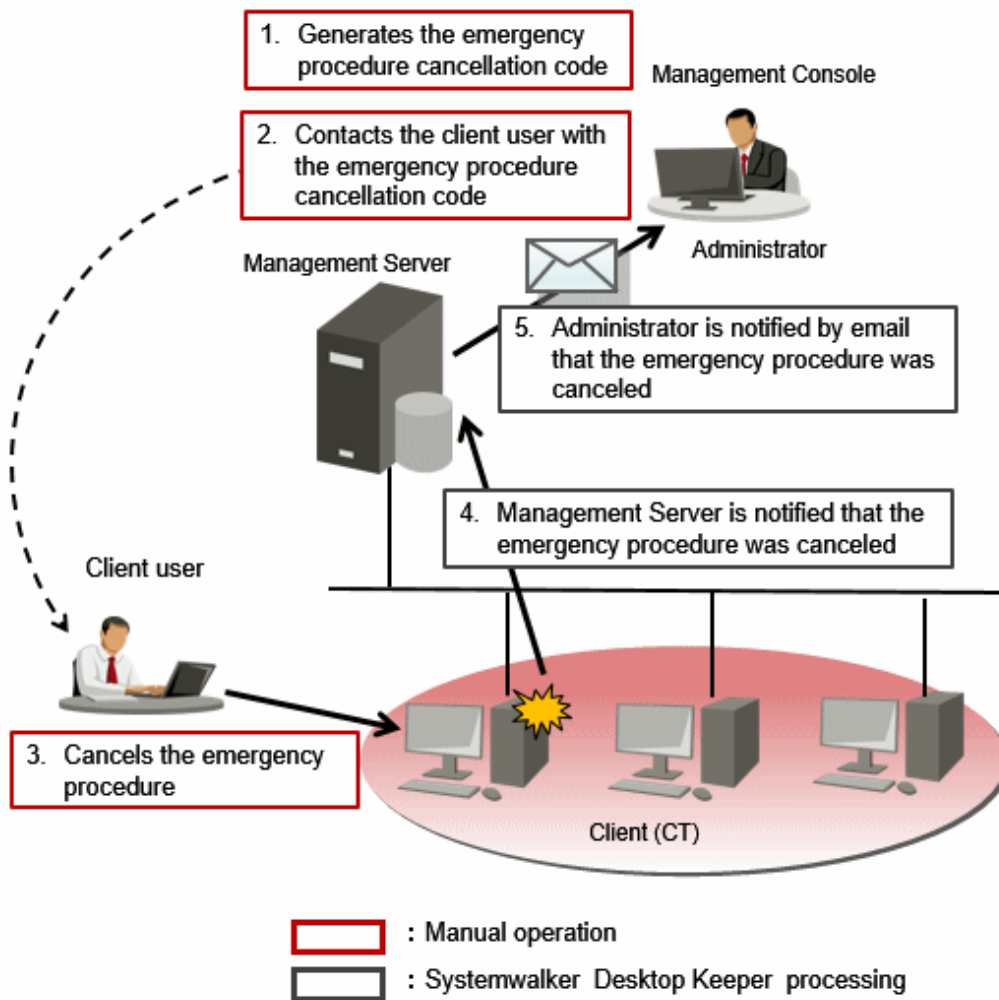 1. Generates the emergency
procedure cancellation code
Management Console
2. Contacts the client user with
the emergency procedure
cancellation code
Administrator
Management Server
5. Administrator is notified by email
that the emergency procedure was
canceled
4. Management Server is notified that the
emergency procedure was canceled
Client user
3. Cancels the emergency
procedure
Client (CT)
: Manual operation
: Systemwalker Desktop Keeper processing